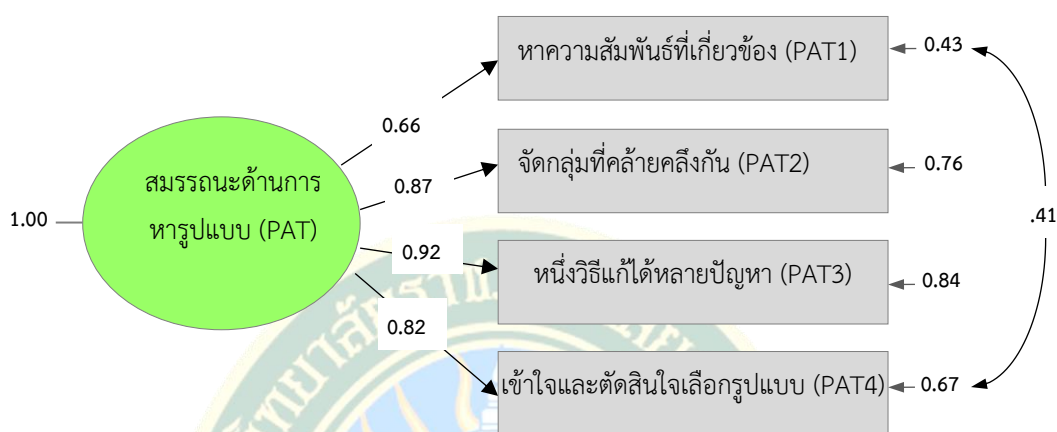 หาความสัมพันธ์ที่เกี่ยวข้อง (PAT1)
0.43
0.66
จัดกลุ่มที่คล้ายคลึงกัน (PAT2)
0.76
0.87
สมรรถนะด้านการ
หารูปแบบ (PAT)
1.00
.41
0.92
หนึ่งวิธีแก้ได้หลายปัญหา (PAT3)
0.84
0.82
เข้าใจและตัดสินใจเลือกรูปแบบ (PAT4)
0.67